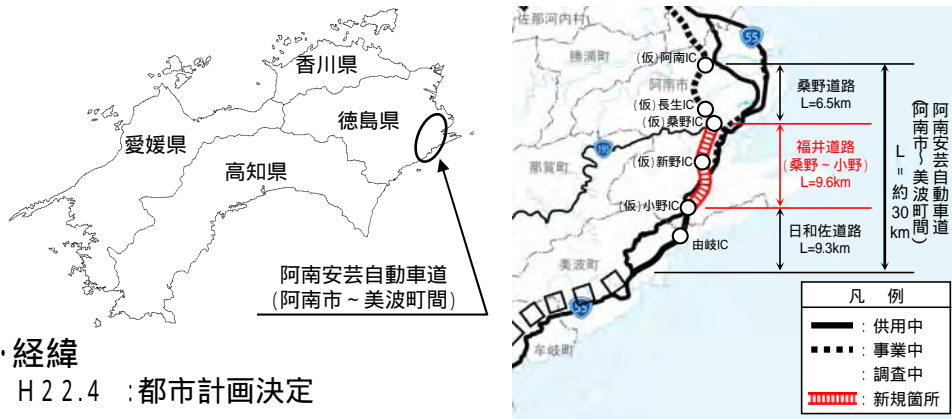 香川県
徳島県
愛媛県
高知県
阿南安芸自動車道
(阿南市~美波町間)
・経緯
H22.4 :都市計画決定
佐那河内村
55
勝浦町
(仮)阿南IC
阿南市
(仮)長生IC
(仮)桑野IC
195
那賀町
(仮)新野IC
(仮)小野IC
由岐IC
美波町
55
牟岐町
桑野道路
L=6.5km
福井道路
(桑野~小野)
L=9.6km
日和佐道路
L=9.3km
阿南安芸自動車道
(阿南市~美波町間)
L=約30km
凡 例
:供用中
:事業中
:調査中
:新規箇所